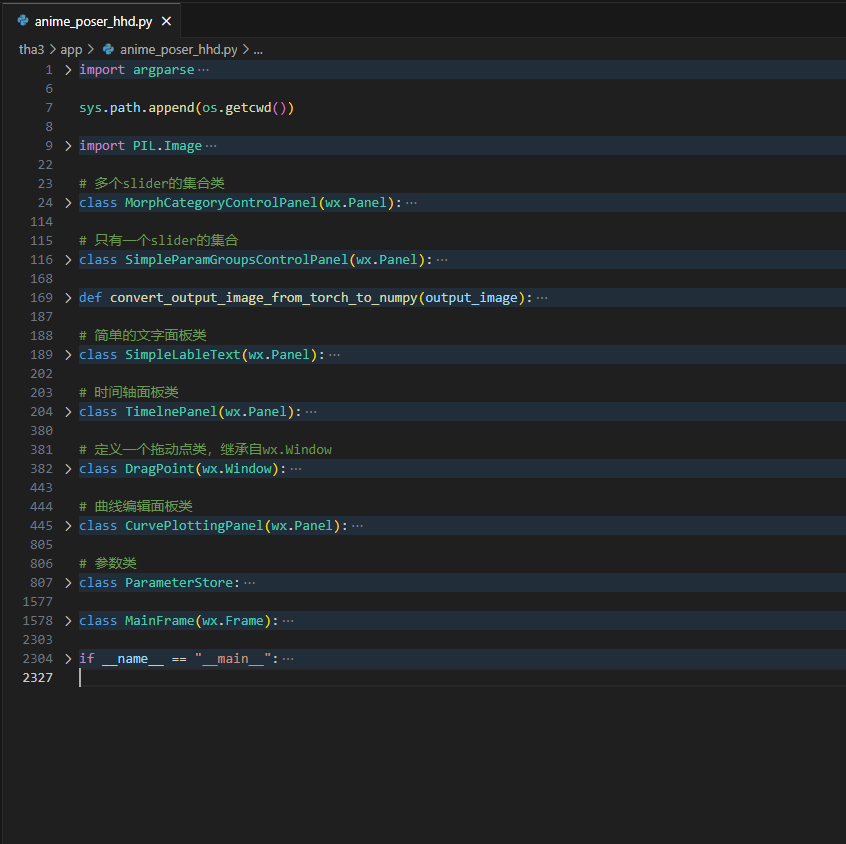 anime_poser_hhd.py ×
tha3 > app > anime_poser_hhd.py > ...
1 > import argparse ···
6
7 sys.path.append(os.getcwd())
8
9 > import PIL.Image ···
22
23 # 多个slider的集合类
24 > class MorphCategoryControlPanel(wx.Panel): ···
114
115 # 只有一个slider的集合
116 > class SimpleParamGroupsControlPanel(wx.Panel): ···
168
169 > def convert_output_image_from_torch_to_numpy(output_image): ···
187
188 # 简单的文字面板类
189 > class SimpleLableText(wx.Panel): ···
202
203 # 时间轴面板类
204 > class TimelnePanel(wx.Panel): ···
380
381 # 定义一个拖动点类, 继承自wx.Window
382 > class DragPoint(wx.Window): ···
443
444 # 曲线编辑面板类
445 > class CurvePlottingPanel(wx.Panel): ···
805
806 # 参数类
807 > class ParameterStore: ···
1577
1578 > class MainFrame(wx.Frame): ···
2303
2304 > if __name__ == "__main__": ···
2327